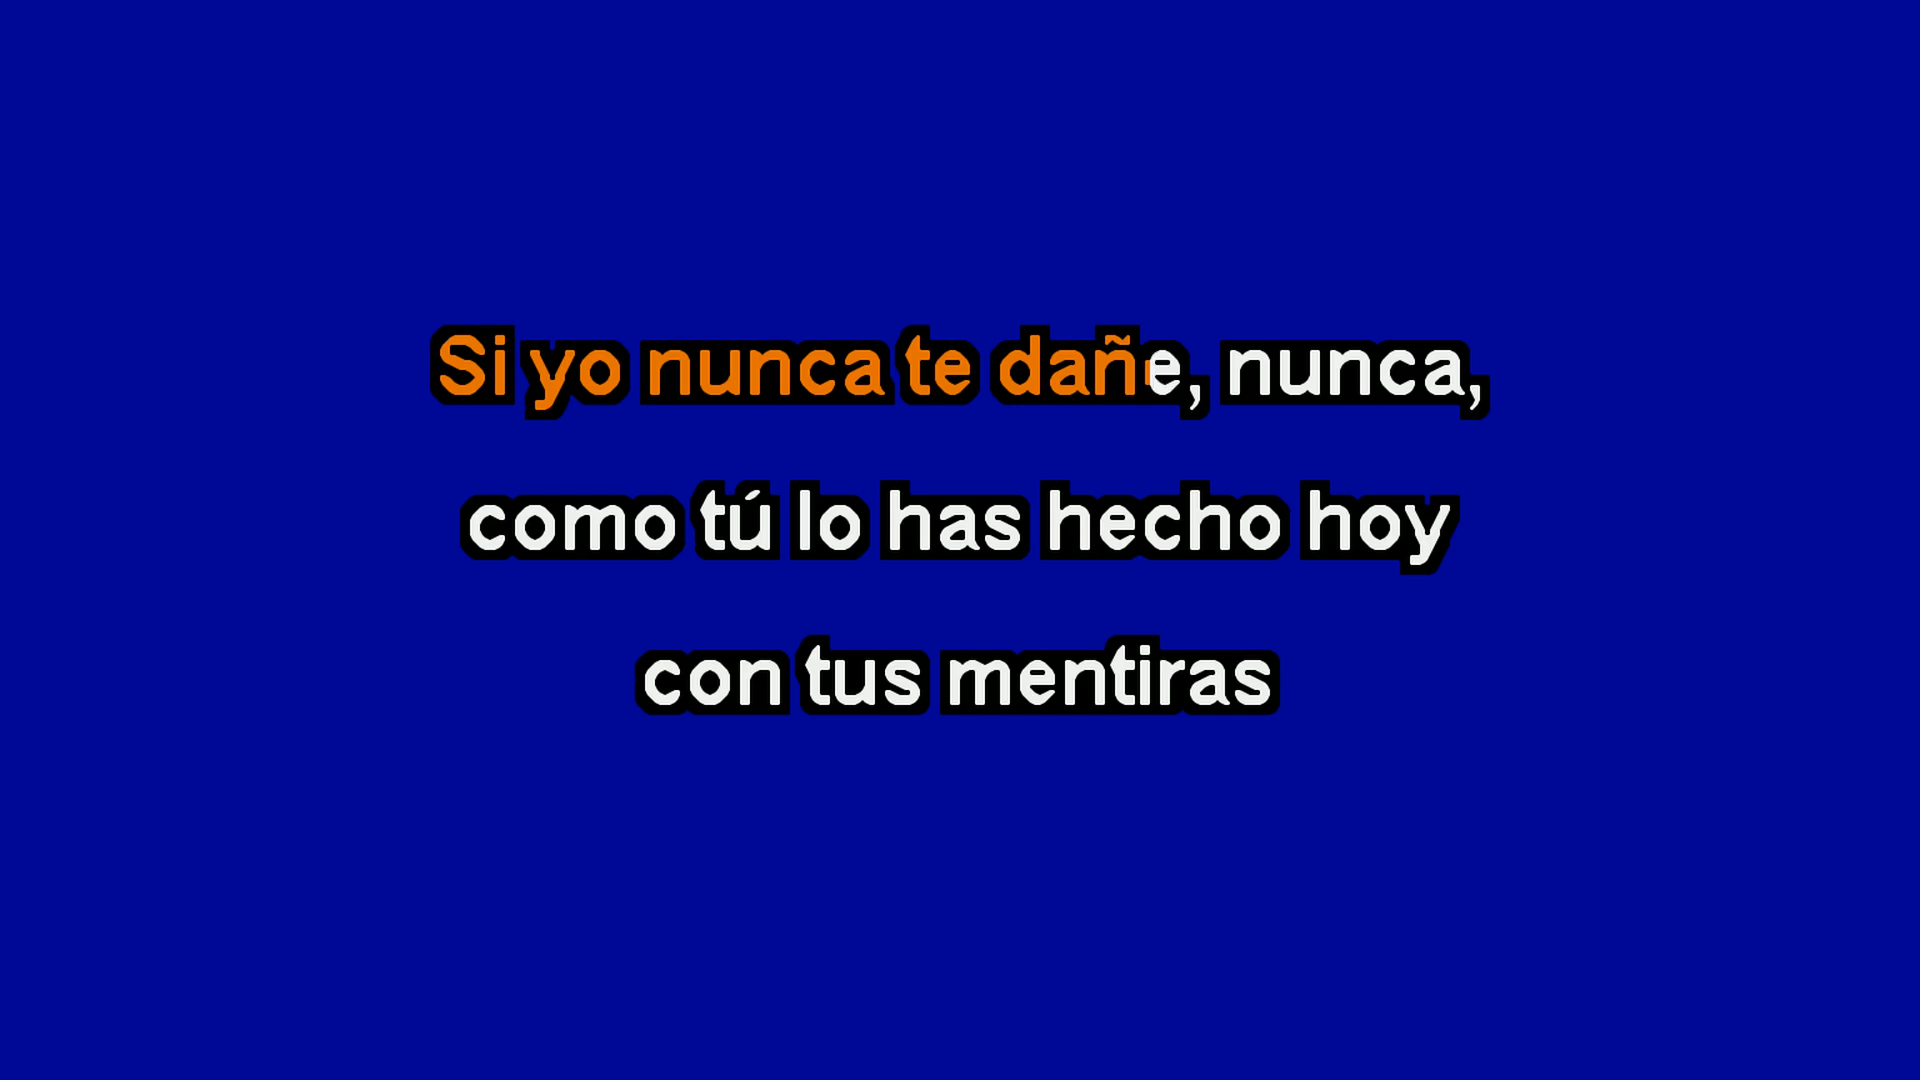 Si yo nunca te dañe, nunca,
como tú lo has hecho hoy
con tus mentiras